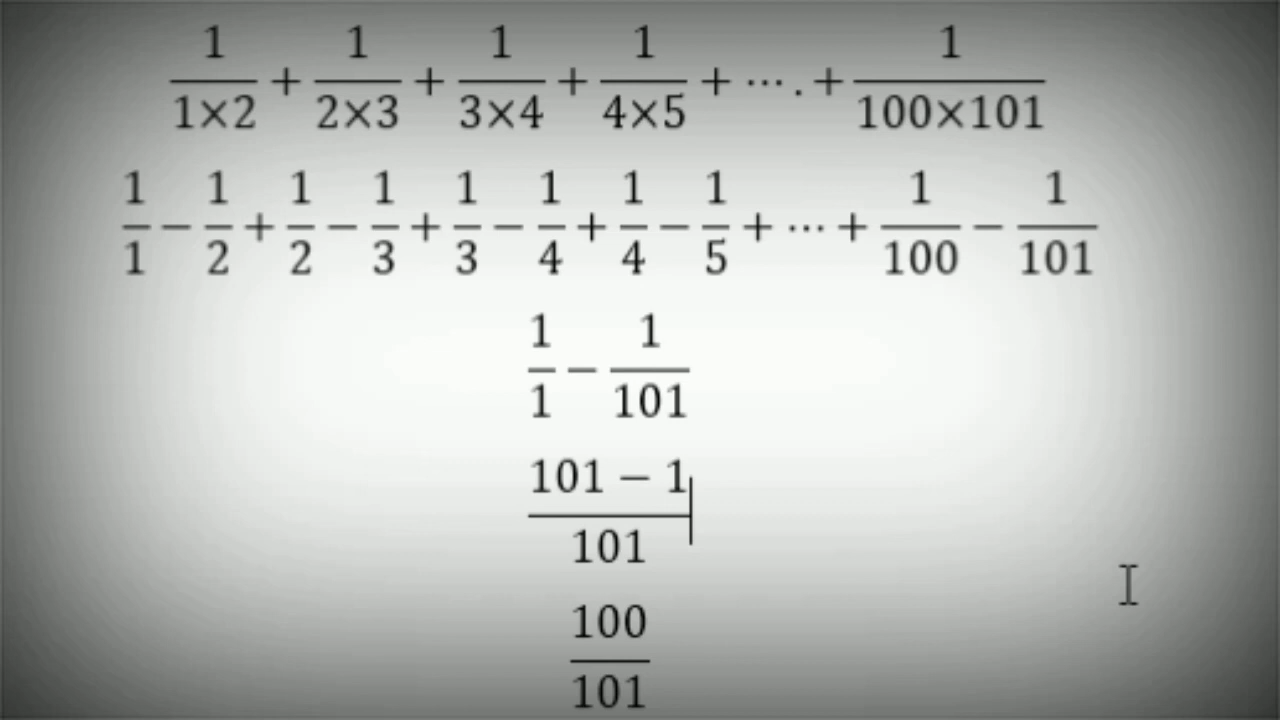 1/(1×2) + 1/(2×3) + 1/(3×4) + 1/(4×5) + ⋯. + 1/(100×101)
1/1 − 1/2 + 1/2 − 1/3 + 1/3 − 1/4 + 1/4 − 1/5 + ⋯ + 1/100 − 1/101
1/1 − 1/101
(101 − 1)/101
100/101